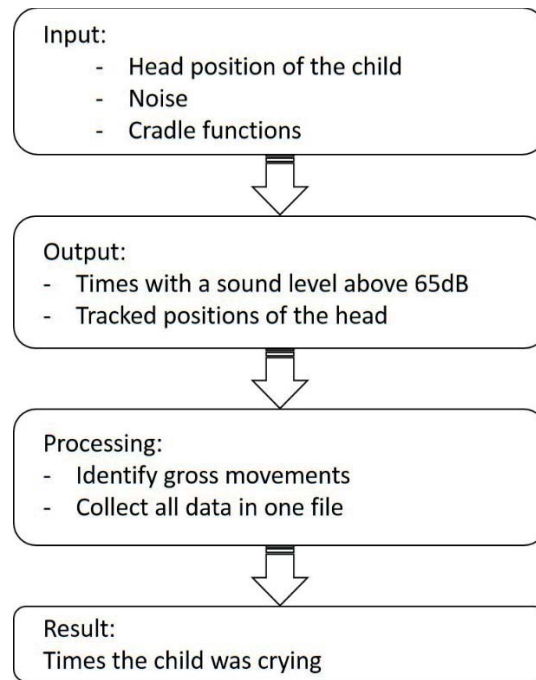 Input:
- Head position of the child
- Noise
- Cradle functions
Output:
- Times with a sound level above 65dB
- Tracked positions of the head
Processing:
- Identify gross movements
- Collect all data in one file
Result:
Times the child was crying